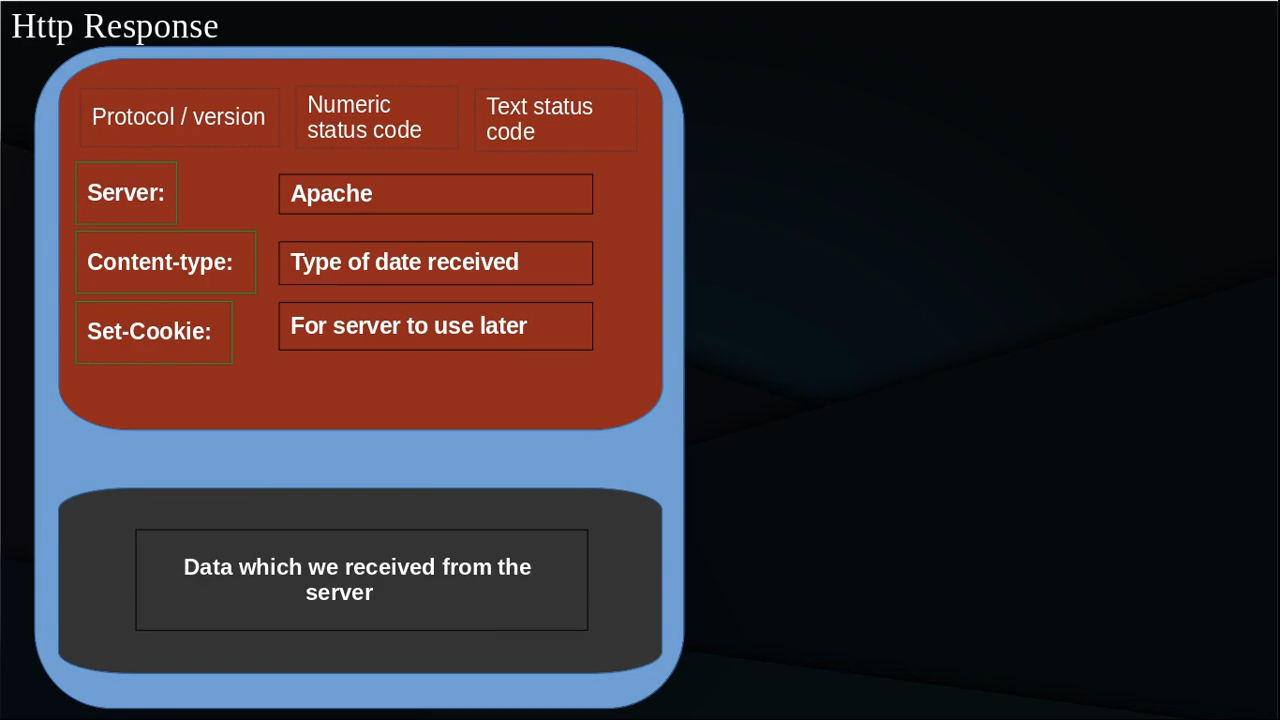 Http Response
Protocol / version
Numeric
status code
Text status
code
Server:
Apache
Content-type:
Type of date received
Set-Cookie:
For server to use later
Data which we received from the
server